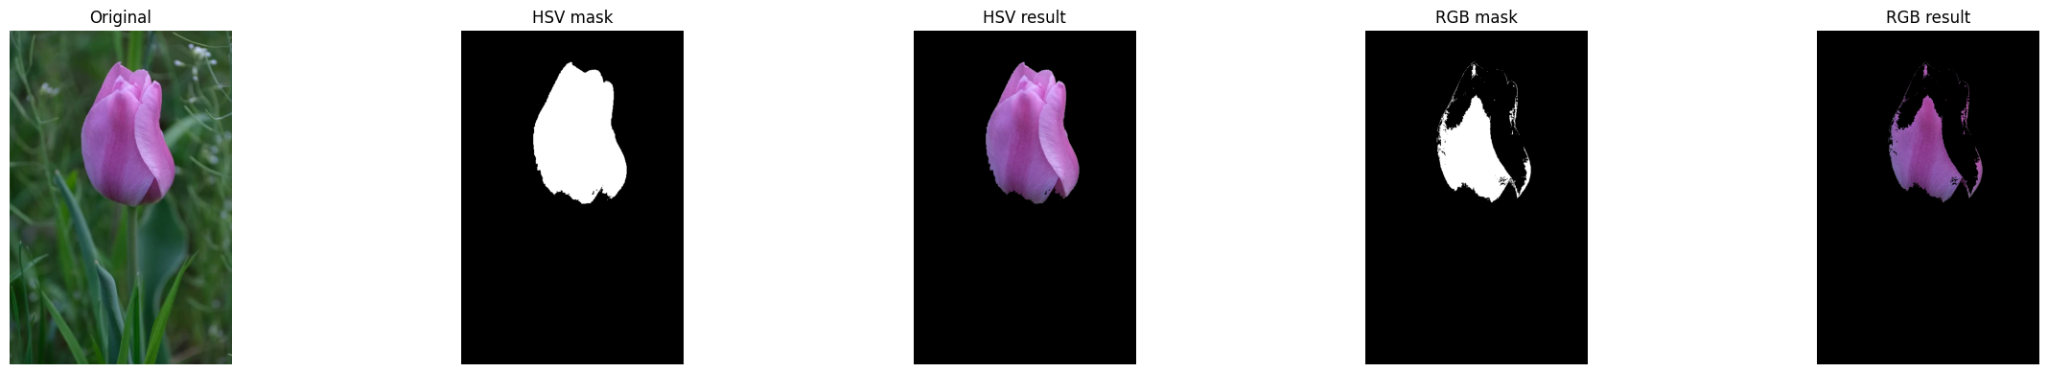 Original
HSV mask
HSV result
RGB mask
RGB result